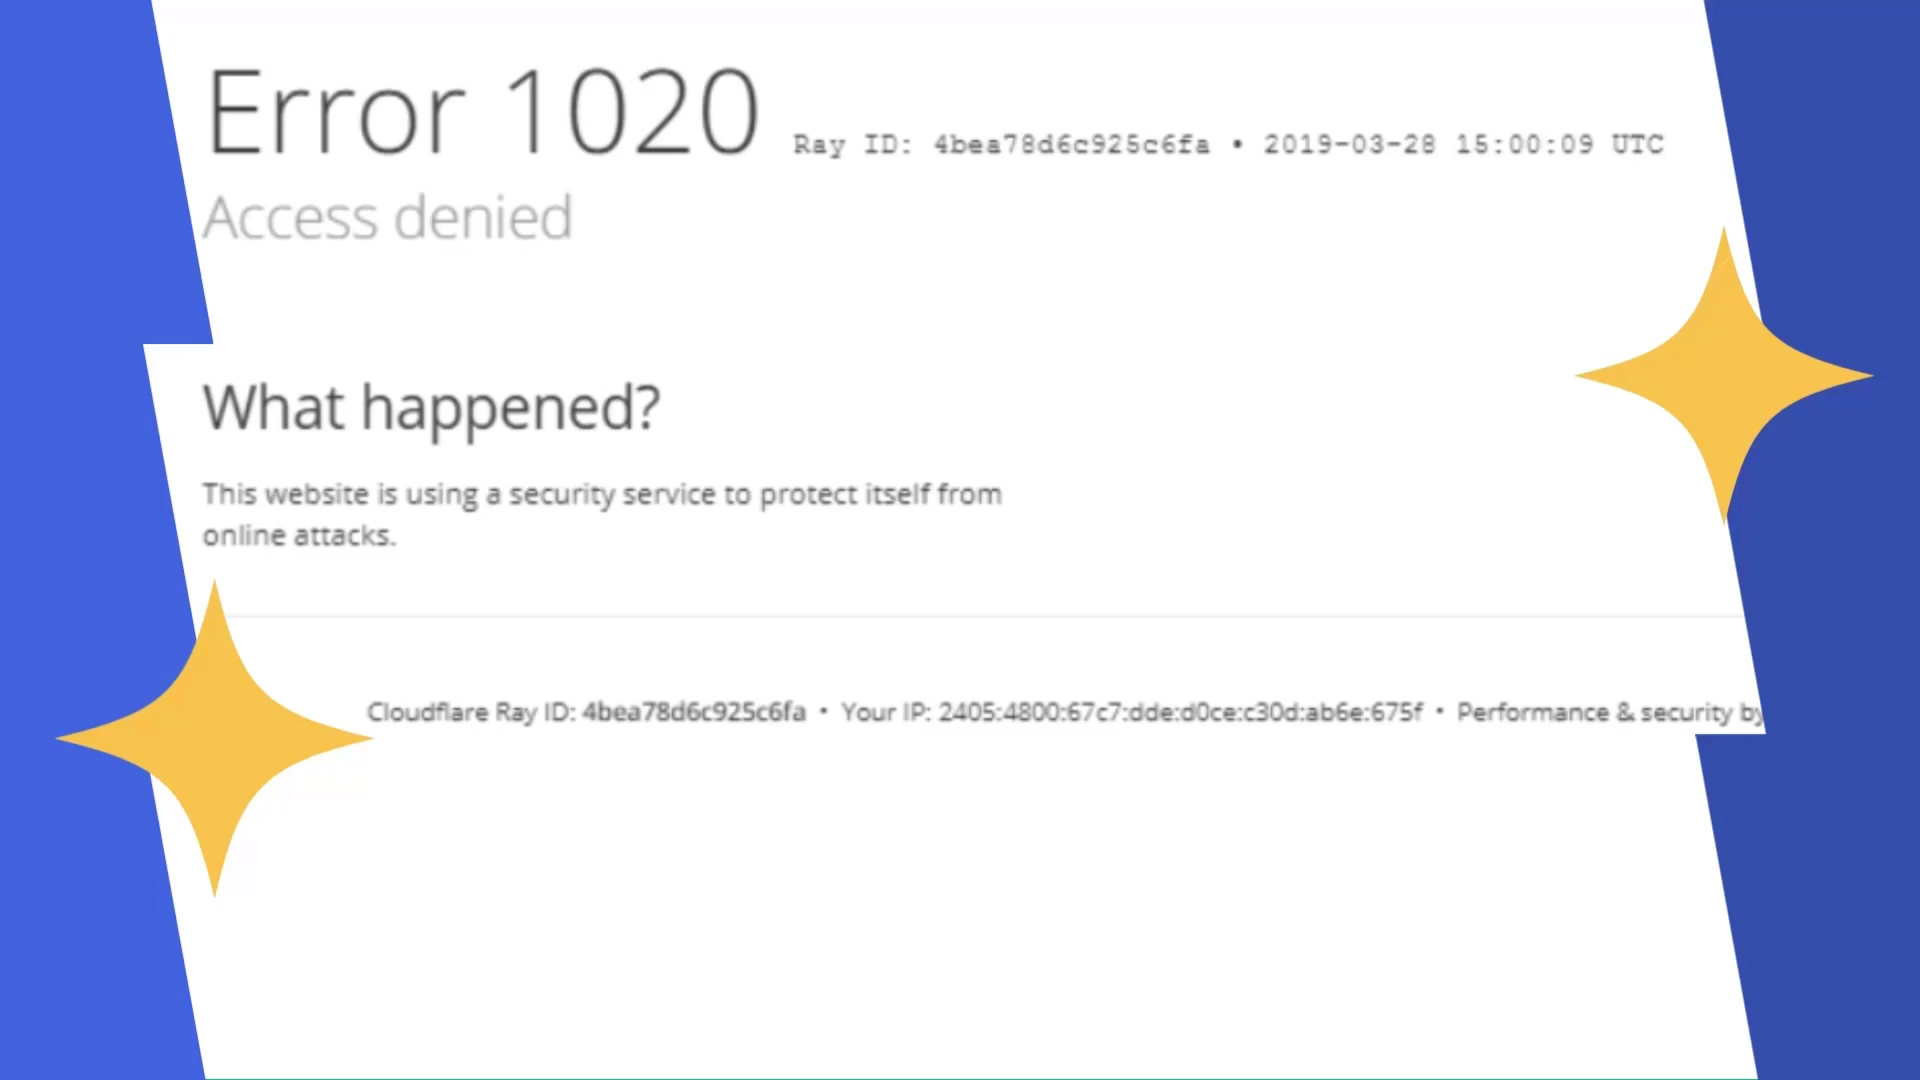 Error 1020 Ray ID: 4bea78d6c925c6fa • 2019-03-28 15:00:09 UTC
Access denied
What happened?
This website is using a security service to protect itself from
online attacks.
Cloudflare Ray ID: 4bea78d6c925c6fa • Your IP: 2405:4800:67c7:dde:d0ce:c30d:ab6e:675f • Performance & security by